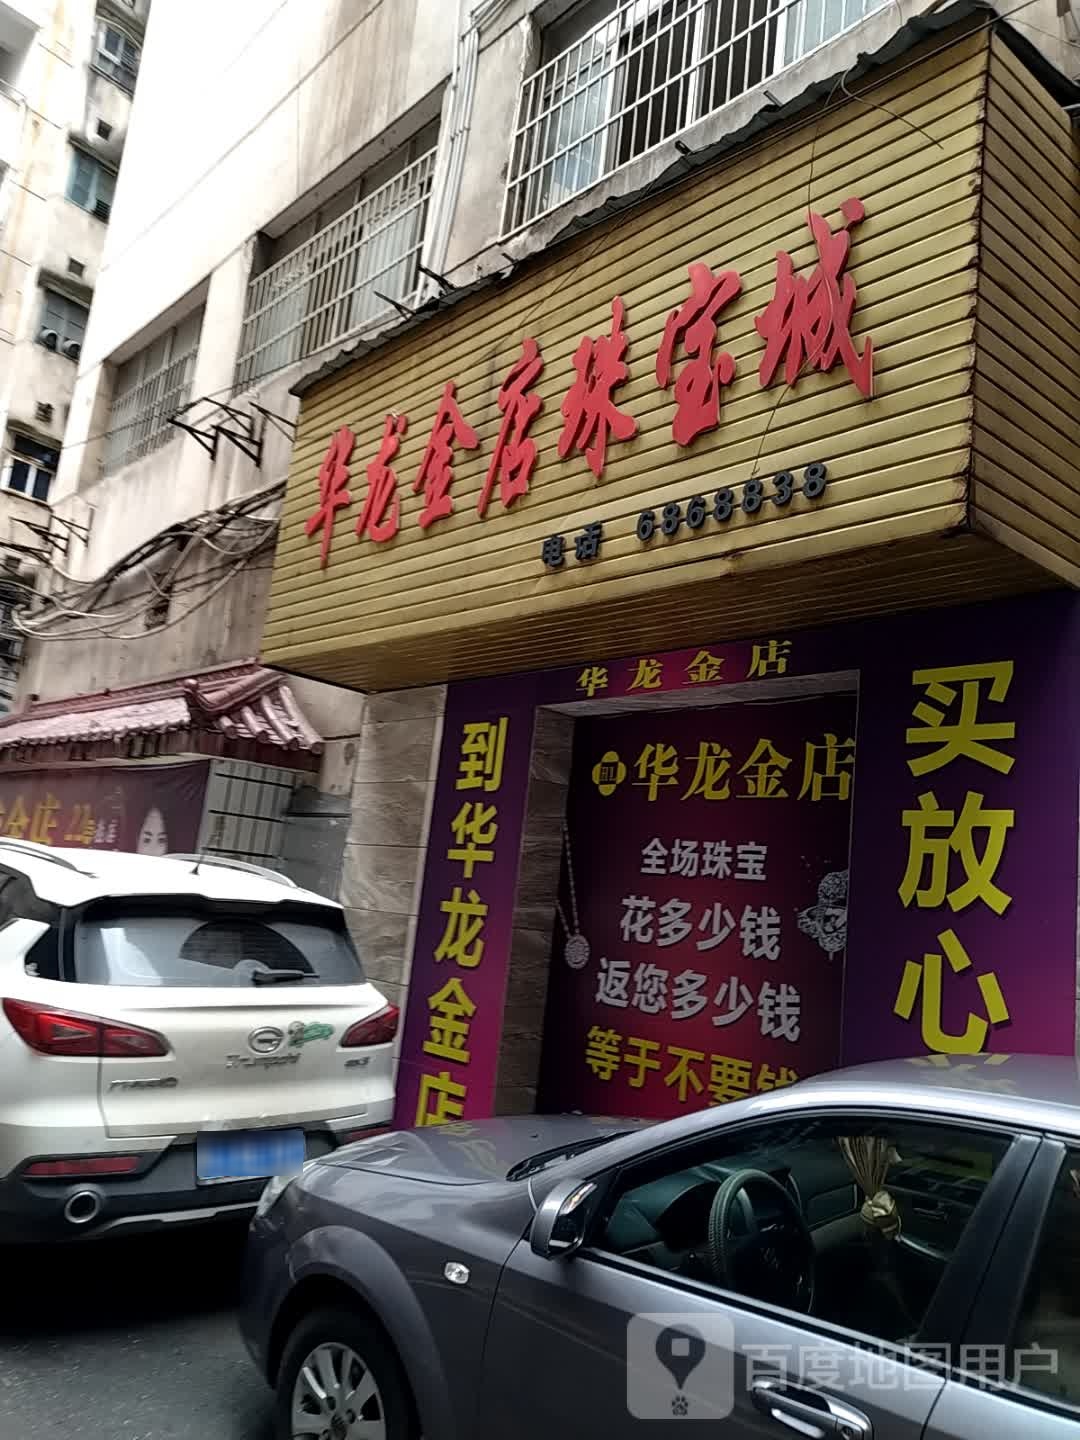 华龙金店珠宝城
电话 6868838
华龙金店
到华龙金店
买放心
HL 华龙金店
全场珠宝
花多少钱
返您多少钱
等于不要钱
Trumpchi
百度地图用户